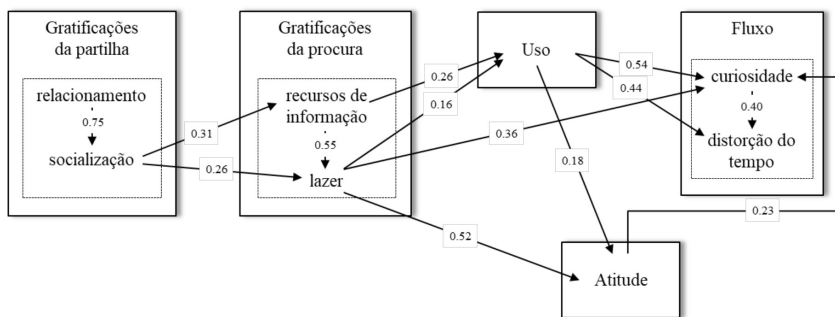 Gratificações
da partilha
relacionamento
0.75
socialização
0.31
0.26
Gratificações
da procura
recursos de
informação
0.55
lazer
0.26
0.16
0.36
0.52
Uso
0.54
0.44
0.18
Fluxo
curiosidade
0.40
distorção do
tempo
0.23
Atitude